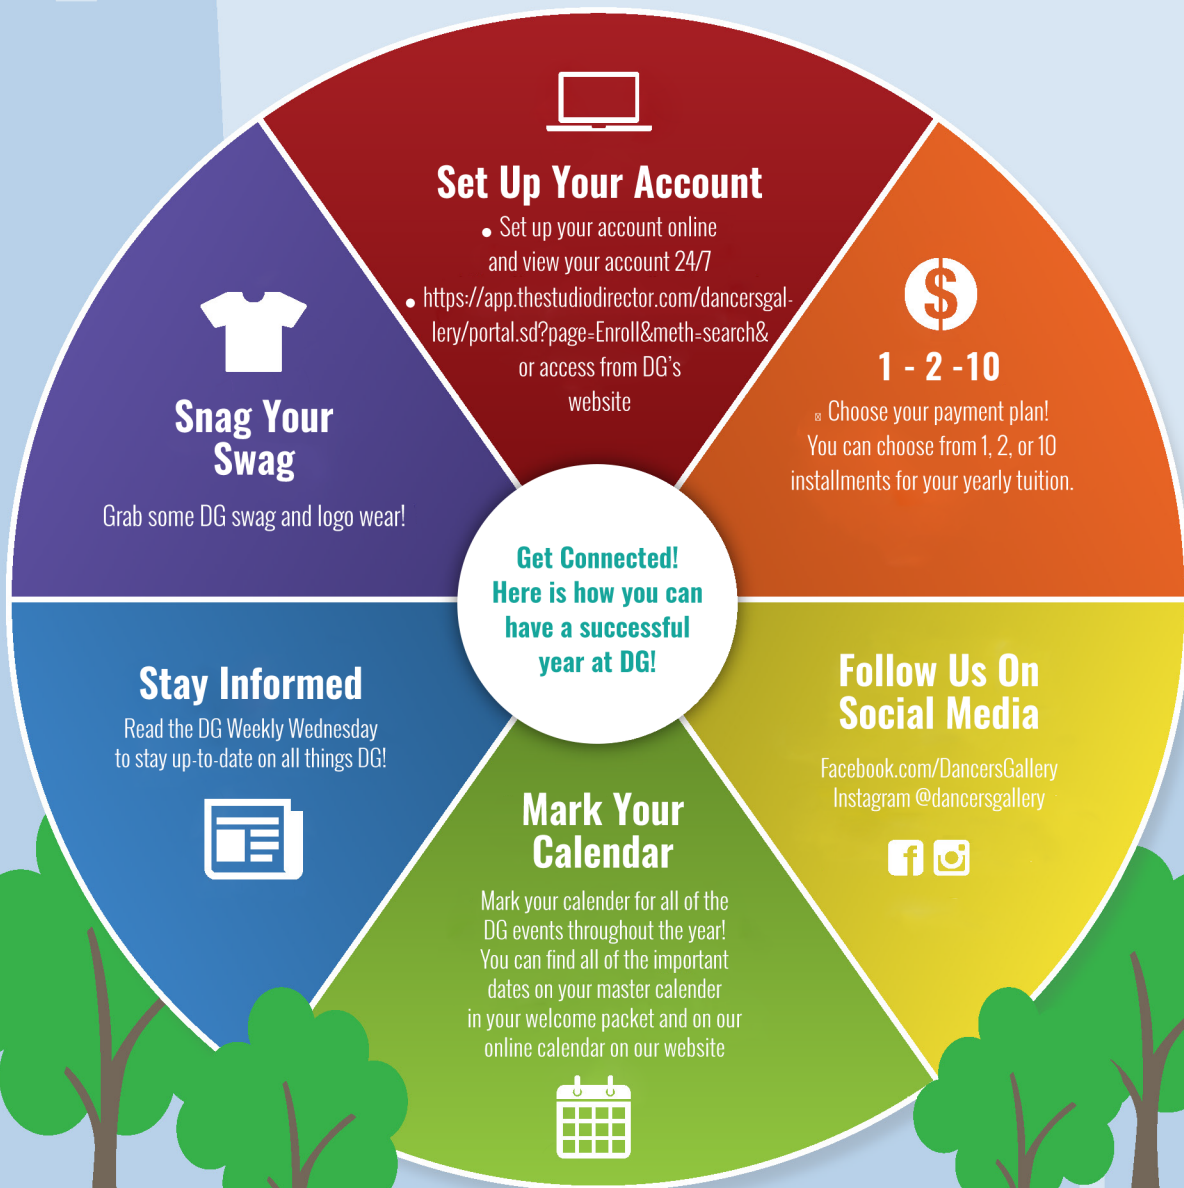 Set Up Your Account
• Set up your account online
and view your account 24/7
• https://app.thestudiodirector.com/dancersgal-
lery/portal.sd?page=Enroll&meth=search&
or access from DG's
website
1 - 2 -10
Choose your payment plan!
You can choose from 1, 2, or 10
installments for your yearly tuition.
Snag Your
Swag
Grab some DG swag and logo wear!
Get Connected!
Here is how you can
have a successful
year at DG!
Stay Informed
Read the DG Weekly Wednesday
to stay up-to-date on all things DG!
Follow Us On
Social Media
Facebook.com/DancersGallery
Instagram @dancersgallery
Mark Your
Calendar
Mark your calender for all of the
DG events throughout the year!
You can find all of the important
dates on your master calender
in your welcome packet and on our
online calendar on our website